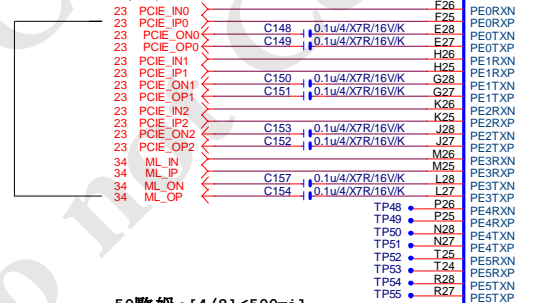 23 PCIE_IN0 F26 PE0RXN
23 PCIE_IP0 F25 PE0RXP
23 PCIE_ON0 C148 0.1u/4/X7R/16V/K E28 PE0TXN
23 PCIE_OP0 C149 0.1u/4/X7R/16V/K E27 PE0TXP
23 PCIE_IN1 H26 PE1RXN
23 PCIE_IP1 H25 PE1RXP
23 PCIE_ON1 C150 0.1u/4/X7R/16V/K G28 PE1TXN
23 PCIE_OP1 C151 0.1u/4/X7R/16V/K G27 PE1TXP
23 PCIE_IN2 K26 PE2RXN
23 PCIE_IP2 K25 PE2RXP
23 PCIE_ON2 C153 0.1u/4/X7R/16V/K J28 PE2TXN
23 PCIE_OP2 C152 0.1u/4/X7R/16V/K J27 PE2TXP
34 ML_IN M26 PE3RXN
34 ML_IP M25 PE3RXP
34 ML_ON C157 0.1u/4/X7R/16V/K L28 PE3TXN
34 ML_OP C154 0.1u/4/X7R/16V/K L27 PE3TXP
TP48 P26 PE4RXN
TP49 P25 PE4RXP
TP50 N28 PE4TXN
TP51 N27 PE4TXP
TP52 T25 PE5RXN
TP53 T24 PE5RXP
TP54 R28 PE5TXN
TP55 R27 PE5TXP